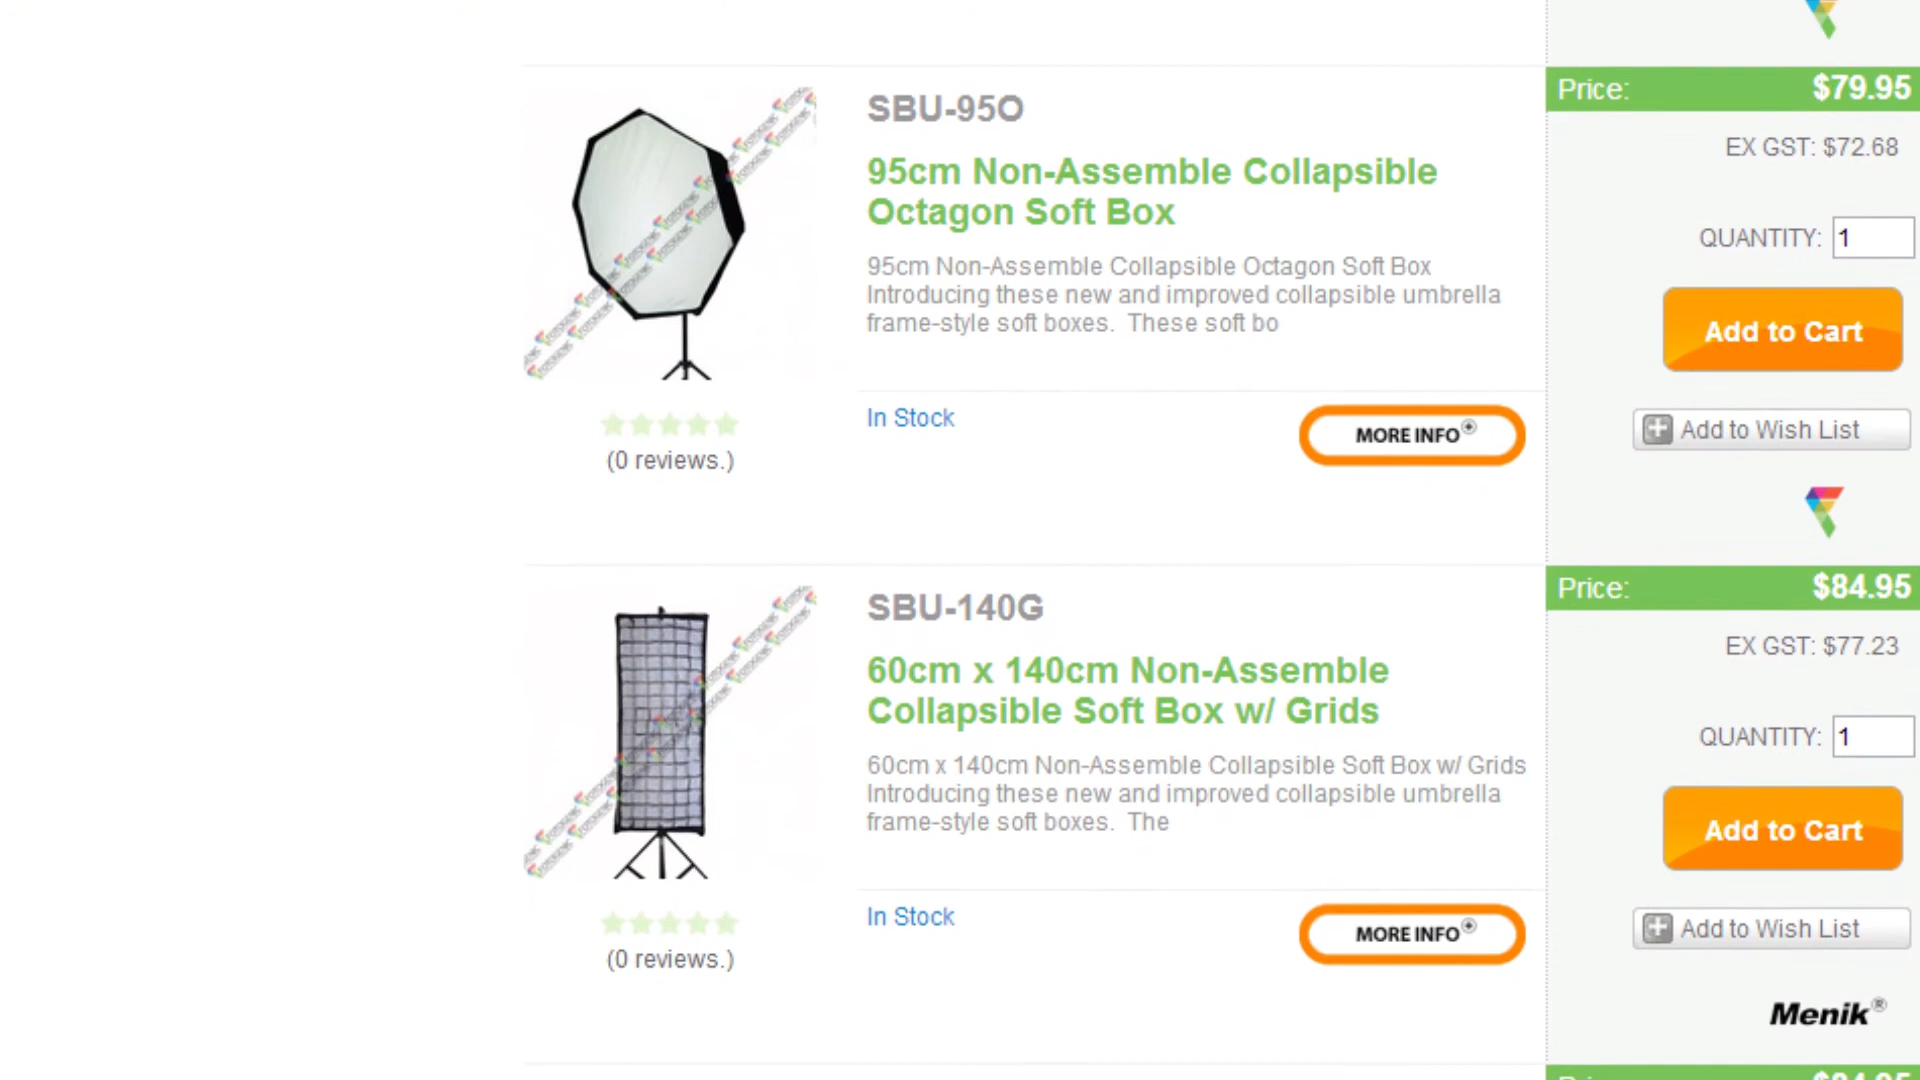 SBU-95O
95cm Non-Assemble Collapsible
Octagon Soft Box
95cm Non-Assemble Collapsible Octagon Soft Box
Introducing these new and improved collapsible umbrella
frame-style soft boxes.  These soft bo
In Stock
MORE INFO
(0 reviews.)
Price: $79.95
EX GST: $72.68
QUANTITY: 1
Add to Cart
Add to Wish List
SBU-140G
60cm x 140cm Non-Assemble
Collapsible Soft Box w/ Grids
60cm x 140cm Non-Assemble Collapsible Soft Box w/ Grids
Introducing these new and improved collapsible umbrella
frame-style soft boxes.  The
In Stock
MORE INFO
(0 reviews.)
Price: $84.95
EX GST: $77.23
QUANTITY: 1
Add to Cart
Add to Wish List
Menik®